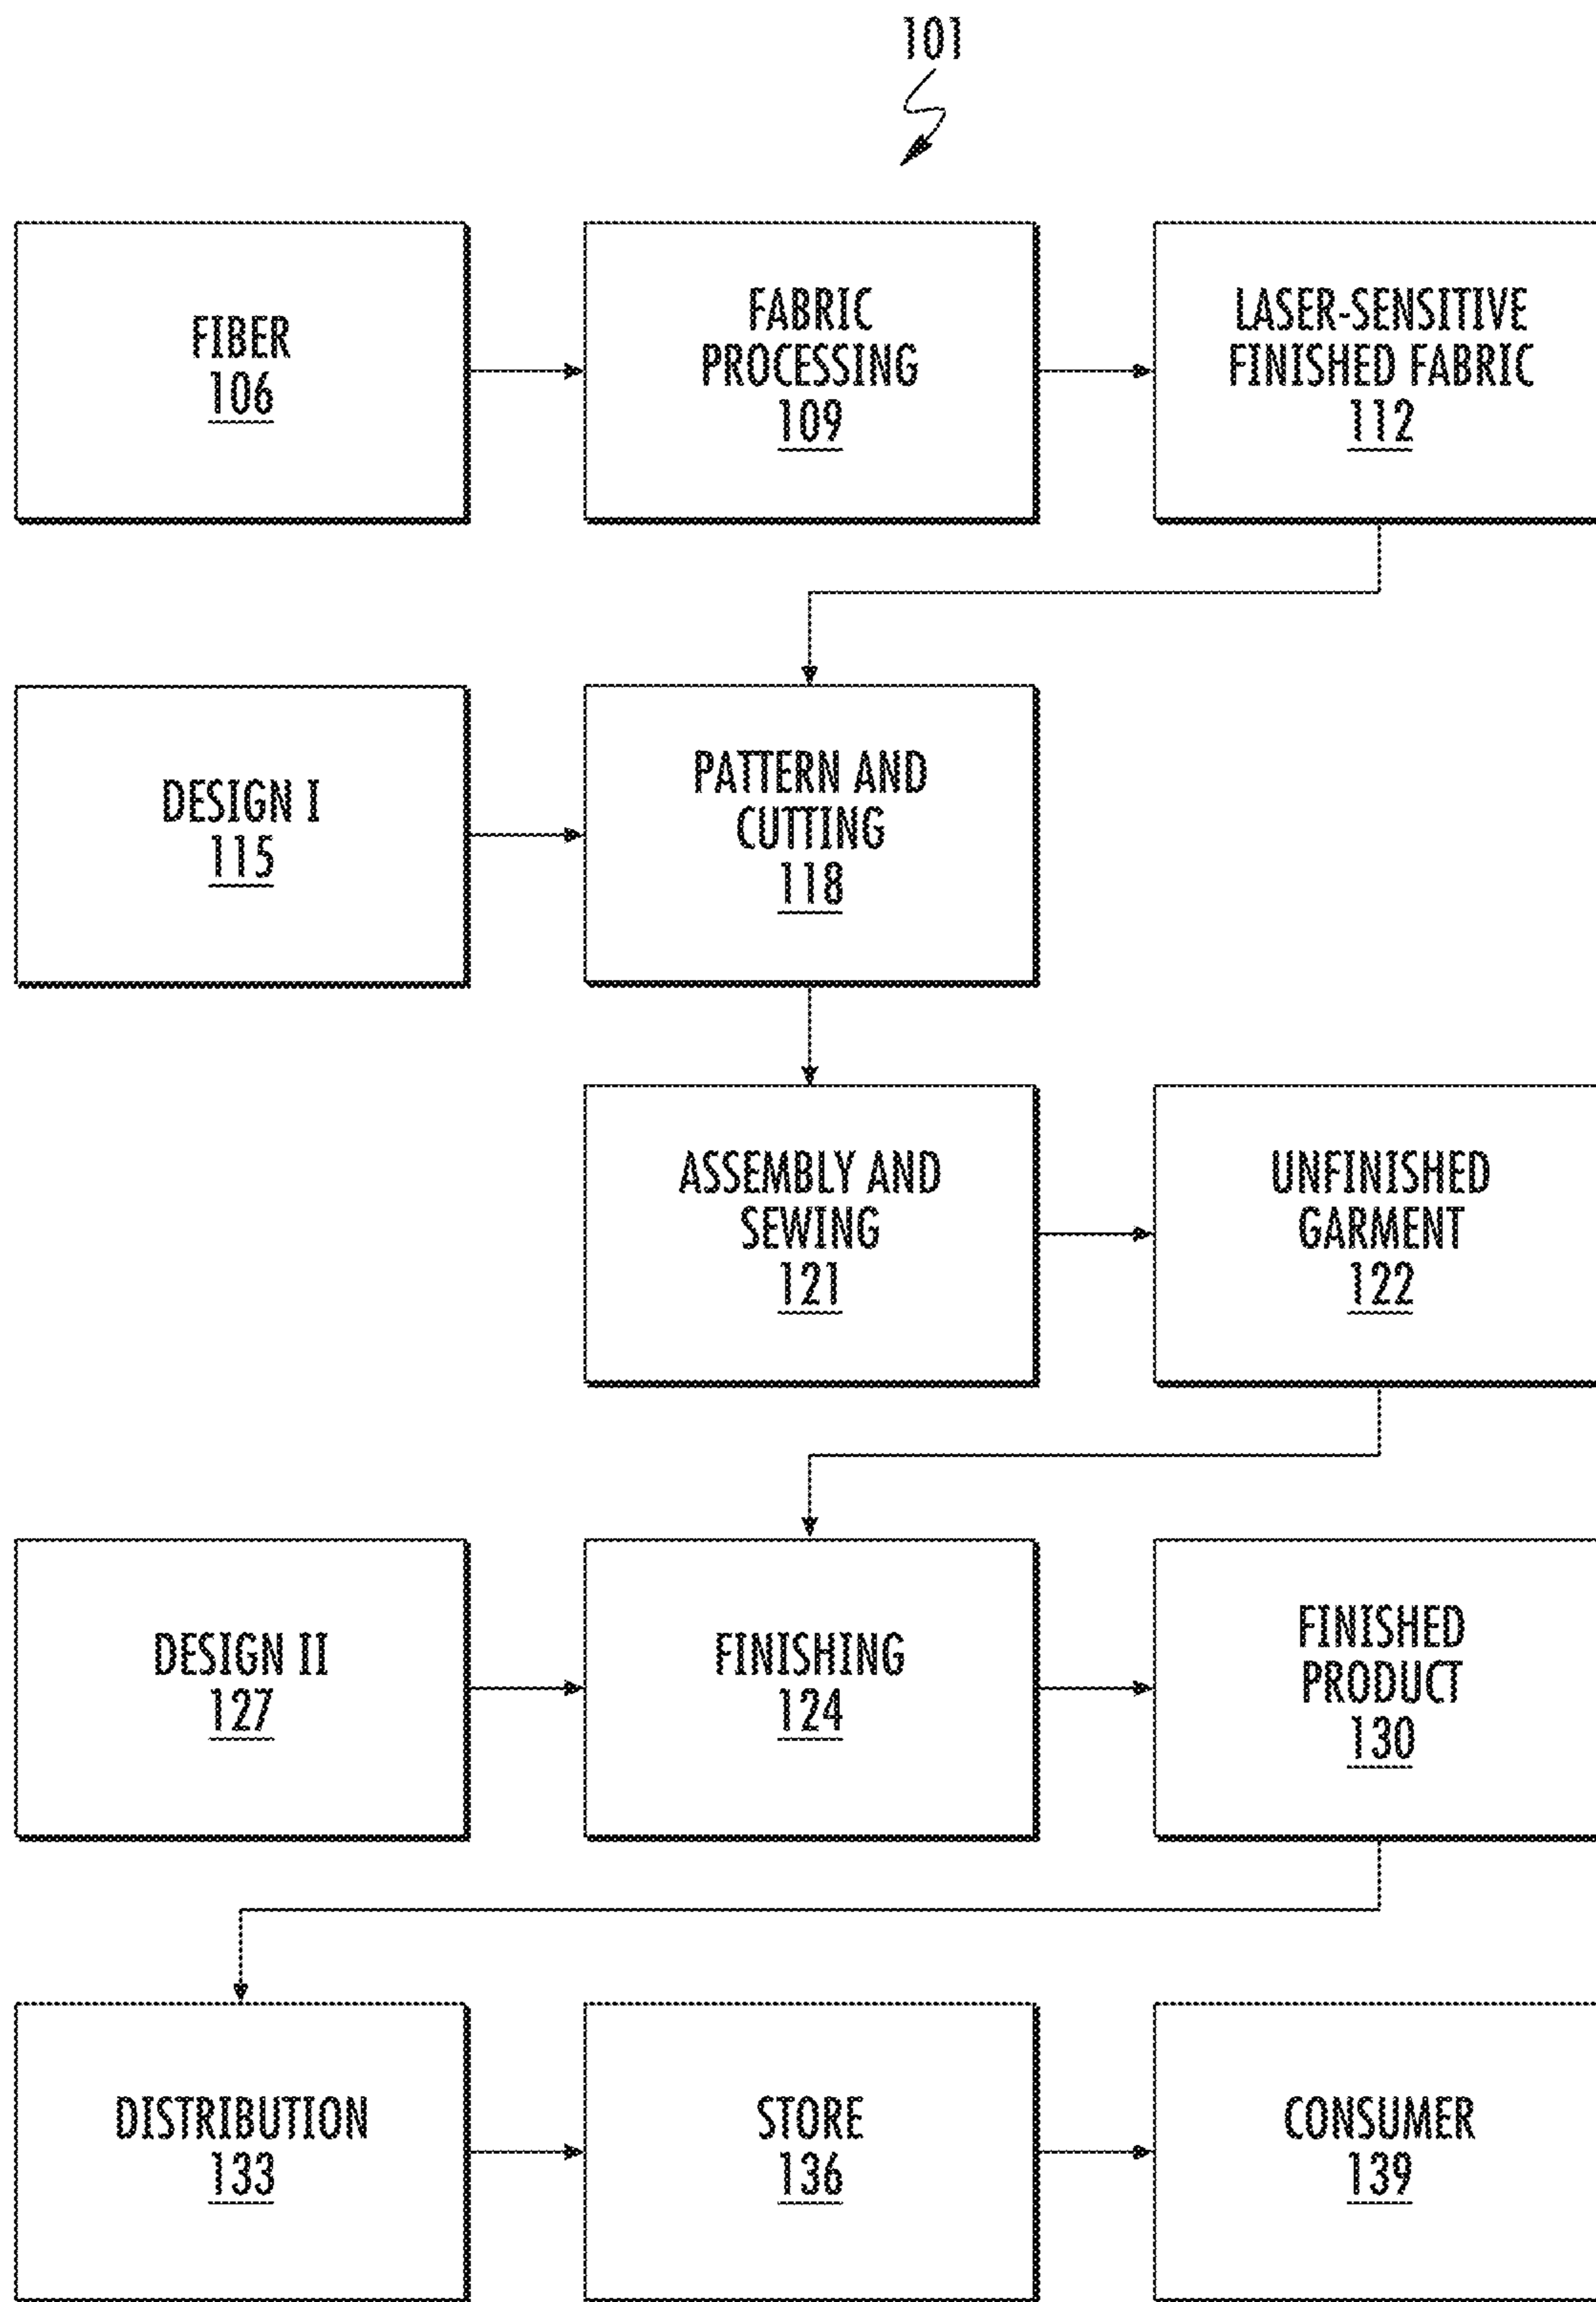 101
FIBER
106
FABRIC
PROCESSING
109
LASER-SENSITIVE
FINISHED FABRIC
112
DESIGN I
115
PATTERN AND
CUTTING
118
ASSEMBLY AND
SEWING
121
UNFINISHED
GARMENT
122
DESIGN II
127
FINISHING
124
FINISHED
PRODUCT
130
DISTRIBUTION
133
STORE
136
CONSUMER
139